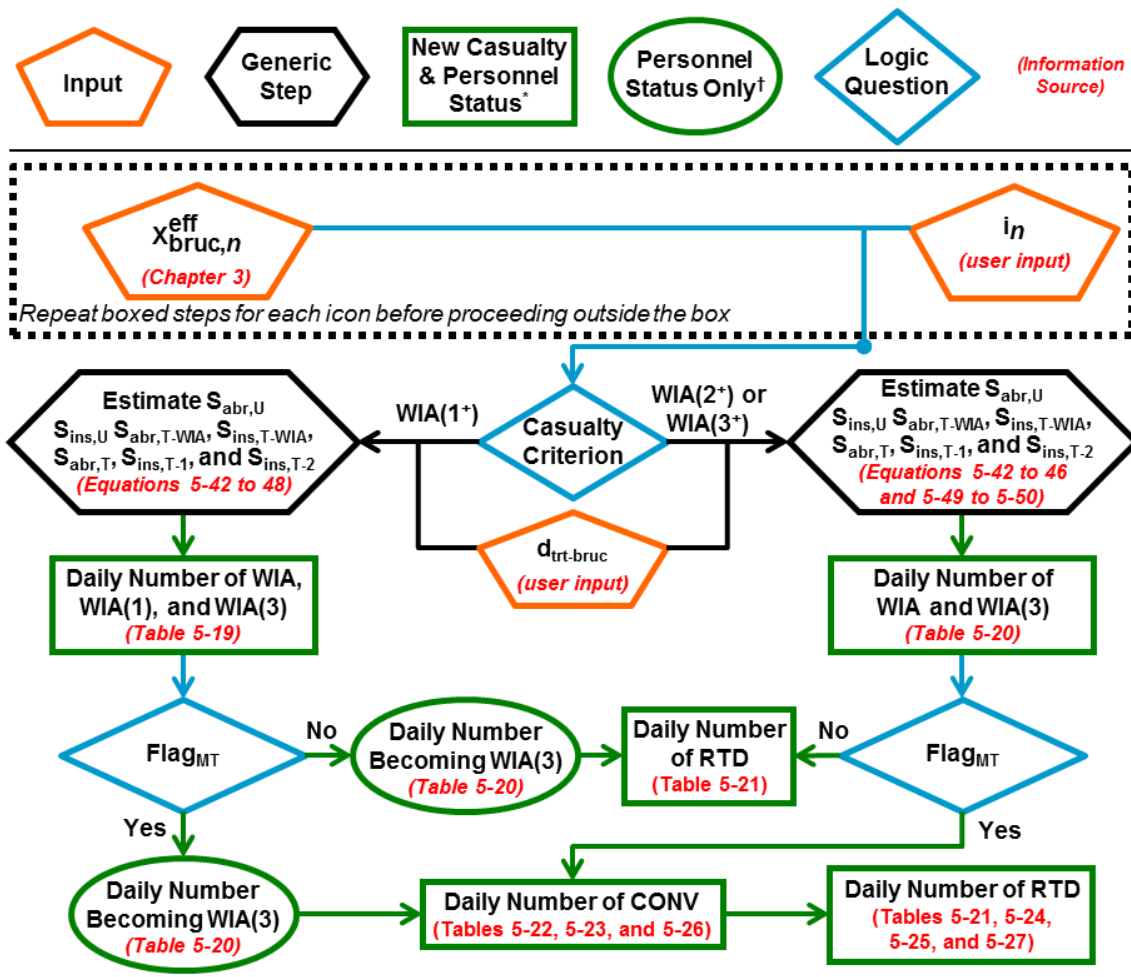 Input
Generic
Step
New Casualty
& Personnel
Status*
Personnel
Status Only†
Logic
Question
(Information
Source)
X^eff_bruc,n
(Chapter 3)
i_n
(user input)
Repeat boxed steps for each icon before proceeding outside the box
Estimate S_abr,U
S_ins,U S_abr,T-WIA, S_ins,T-WIA,
S_abr,T, S_ins,T-1, and S_ins,T-2
(Equations 5-42 to 48)
WIA(1⁺)
Casualty
Criterion
WIA(2⁺) or
WIA(3⁺)
Estimate S_abr,U
S_ins,U S_abr,T-WIA, S_ins,T-WIA,
S_abr,T, S_ins,T-1, and S_ins,T-2
(Equations 5-42 to 46
and 5-49 to 5-50)
d_trt-bruc
(user input)
Daily Number of WIA,
WIA(1), and WIA(3)
(Table 5-19)
Daily Number of
WIA and WIA(3)
(Table 5-20)
Flag_MT
No
Daily Number
Becoming WIA(3)
(Table 5-20)
Daily Number
of RTD
(Table 5-21)
No
Flag_MT
Yes
Yes
Daily Number
Becoming WIA(3)
(Table 5-20)
Daily Number of CONV
(Tables 5-22, 5-23, and 5-26)
Daily Number of RTD
(Tables 5-21, 5-24,
5-25, and 5-27)